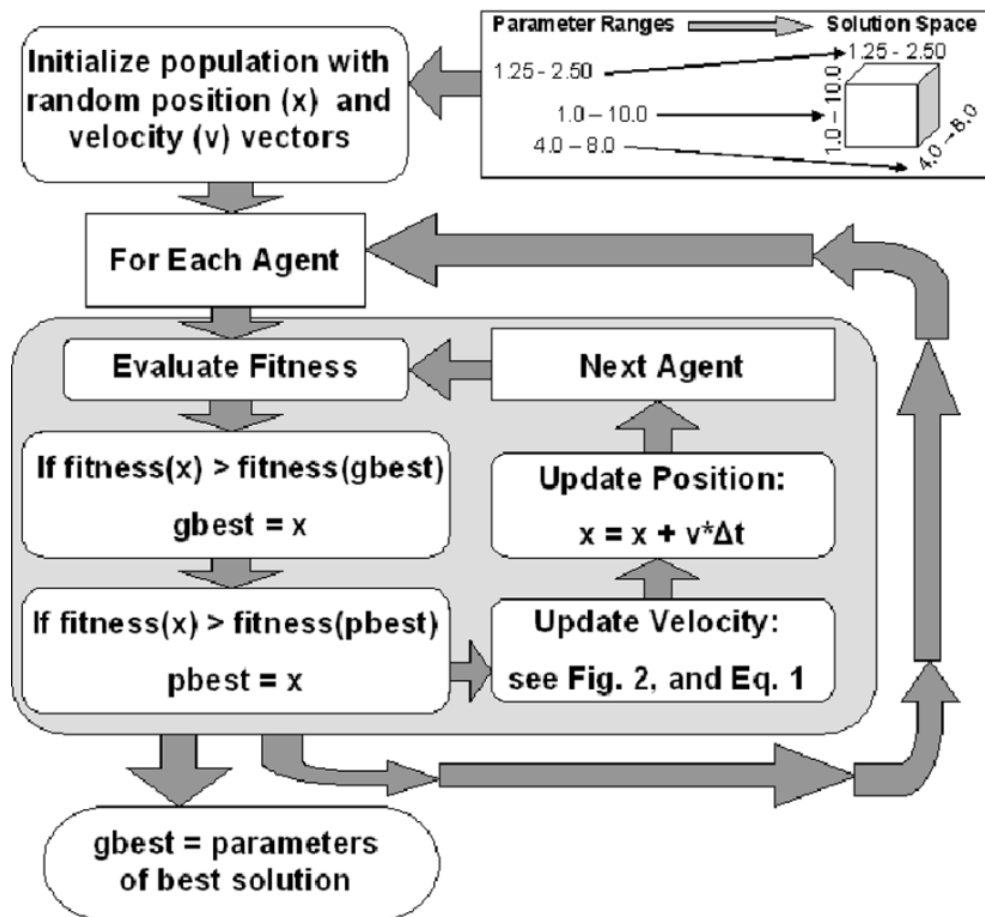 Parameter Ranges
Solution Space
1.25 - 2.50
1.25 - 2.50
1.0 – 10.0
1.0 – 10.0
4.0 – 8.0
4.0 – 8.0
Initialize population with
random position (x) and
velocity (v) vectors
For Each Agent
Evaluate Fitness
Next Agent
If fitness(x) > fitness(gbest)
gbest = x
If fitness(x) > fitness(pbest)
pbest = x
Update Velocity:
see Fig. 2, and Eq. 1
Update Position:
x = x + v*Δt
gbest = parameters
of best solution